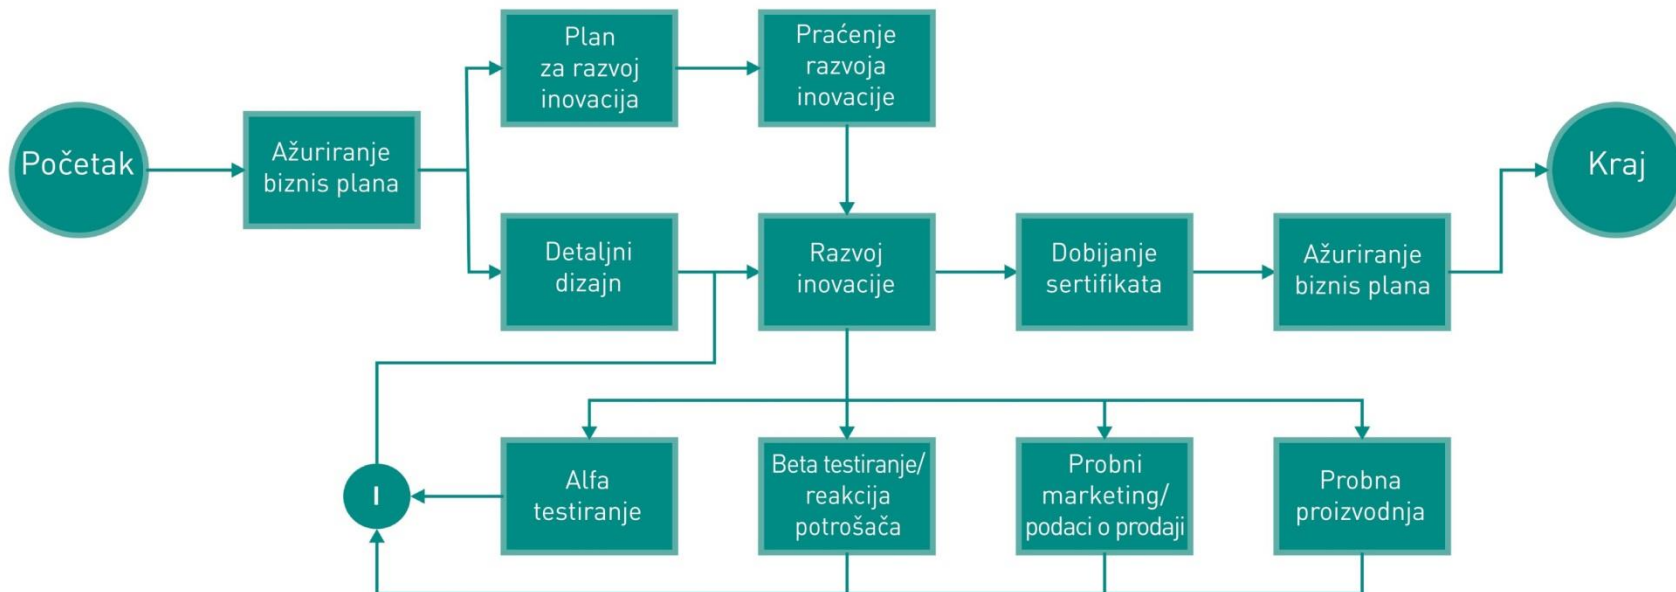 Početak
Ažuriranje
biznis plana
Plan
za razvoj
inovacija
Praćenje
razvoja
inovacije
Detaljni
dizajn
Razvoj
inovacije
Dobijanje
sertifikata
Ažuriranje
biznis plana
Kraj
I
Alfa
testiranje
Beta testiranje/
reakcija
potrošača
Probni
marketing/
podaci o prodaji
Probna
proizvodnja